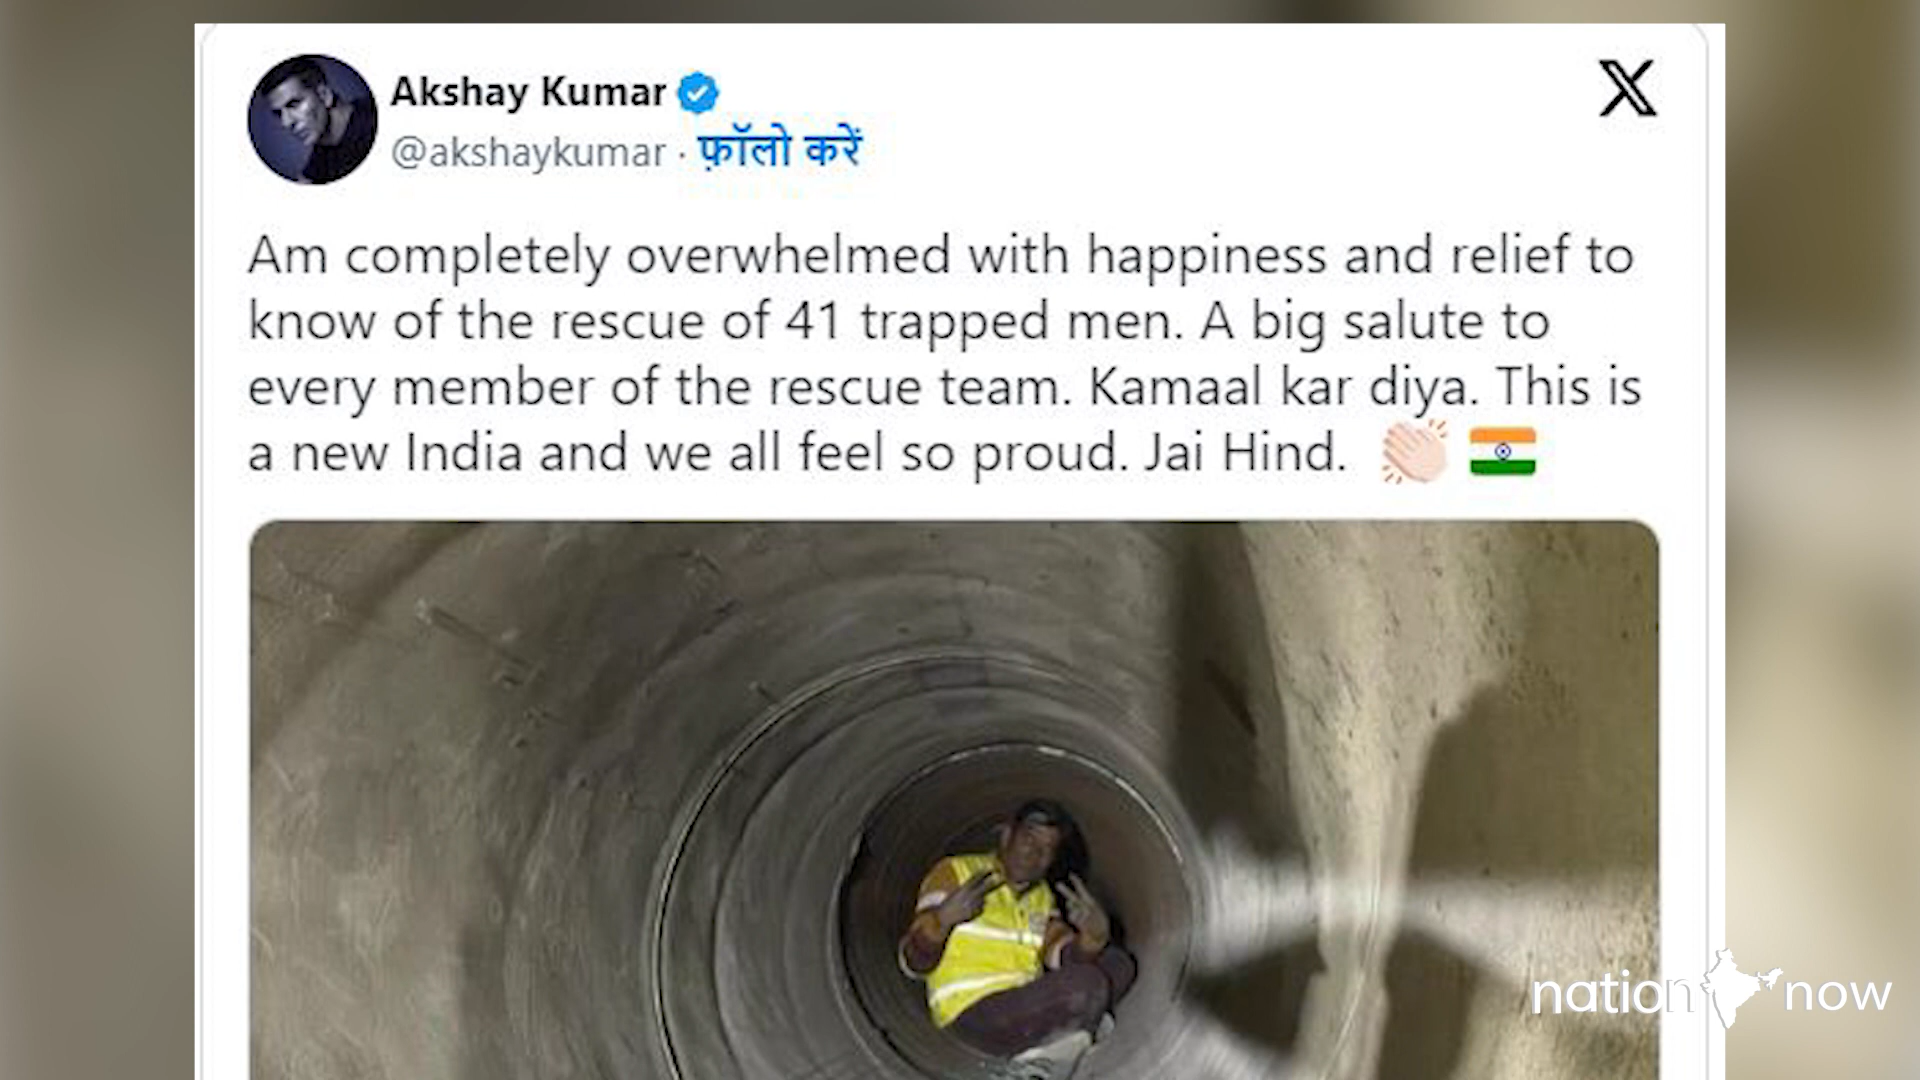 Akshay Kumar
@akshaykumar · फ़ॉलो करें
Am completely overwhelmed with happiness and relief to
know of the rescue of 41 trapped men. A big salute to
every member of the rescue team. Kamaal kar diya. This is
a new India and we all feel so proud. Jai Hind. 👏🏻 🇮🇳
nation now